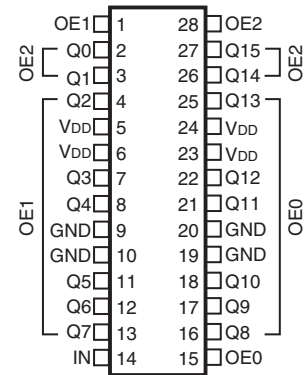 OE1 1 28 OE2
OE2 Q0 2 27 Q15 OE2
Q1 3 26 Q14
Q2 4 25 Q13
VDD 5 24 VDD
VDD 6 23 VDD
Q3 7 22 Q12
OE1 Q4 8 21 Q11 OE0
GND 9 20 GND
GND 10 19 GND
Q5 11 18 Q10
Q6 12 17 Q9
Q7 13 16 Q8
IN 14 15 OE0